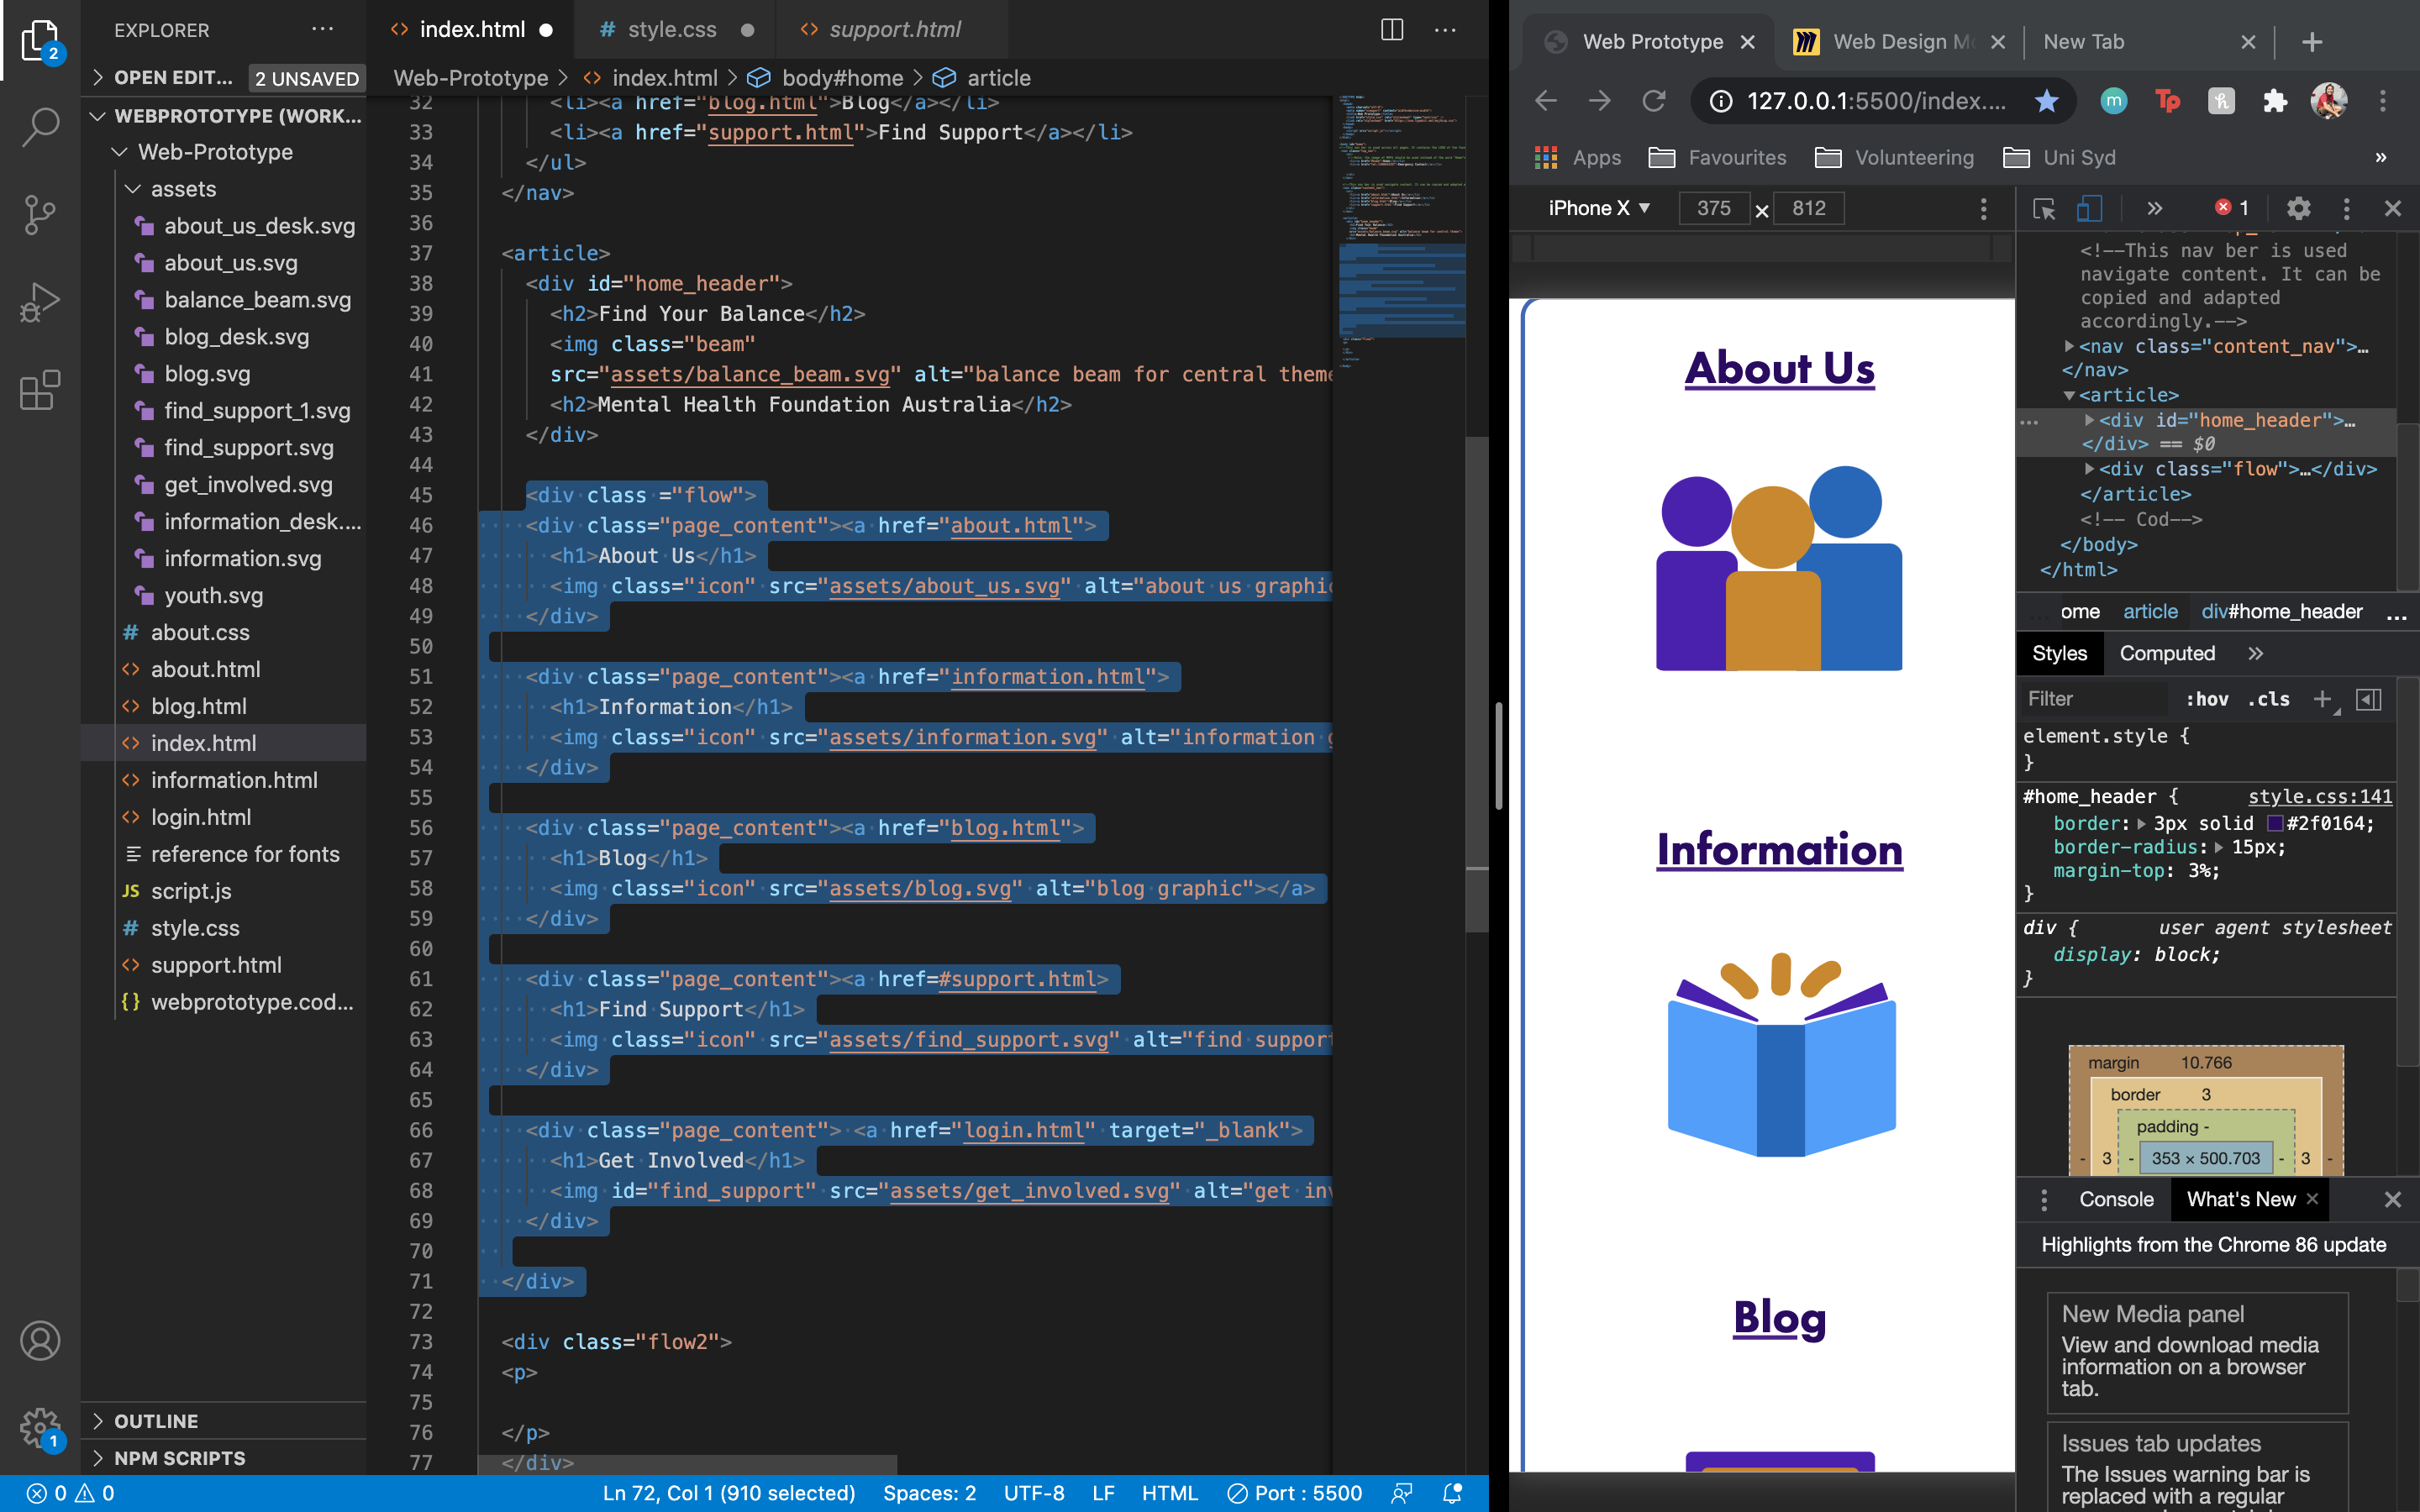 EXPLORER
OPEN EDIT... 2 UNSAVED
WEBPROTOTYPE (WORK...
Web-Prototype
assets
about_us_desk.svg
about_us.svg
balance_beam.svg
blog_desk.svg
blog.svg
find_support_1.svg
find_support.svg
get_involved.svg
information_desk....
information.svg
youth.svg
# about.css
<> about.html
<> blog.html
<> index.html
<> information.html
<> login.html
reference for fonts
JS script.js
# style.css
<> support.html
{} webprototype.cod...
OUTLINE
NPM SCRIPTS
2
1
<> index.html
# style.css
<> support.html
Web-Prototype > <> index.html > body#home > article
32 <li><a href="blog.html">Blog</a></li>
33 <li><a href="support.html">Find Support</a></li>
34 </ul>
35 </nav>
36
37 <article>
38 <div id="home_header">
39 <h2>Find Your Balance</h2>
40 <img class="beam"
41 src="assets/balance_beam.svg" alt="balance beam for central theme
42 <h2>Mental Health Foundation Australia</h2>
43 </div>
44
45 <div class ="flow">
46 <div class="page_content"><a href="about.html">
47 <h1>About Us</h1>
48 <img class="icon" src="assets/about_us.svg" alt="about us graphic
49 </div>
50
51 <div class="page_content"><a href="information.html">
52 <h1>Information</h1>
53 <img class="icon" src="assets/information.svg" alt="information g
54 </div>
55
56 <div class="page_content"><a href="blog.html">
57 <h1>Blog</h1>
58 <img class="icon" src="assets/blog.svg" alt="blog graphic"></a>
59 </div>
60
61 <div class="page_content"><a href=#support.html>
62 <h1>Find Support</h1>
63 <img class="icon" src="assets/find_support.svg" alt="find support
64 </div>
65
66 <div class="page_content"> <a href="login.html" target="_blank">
67 <h1>Get Involved</h1>
68 <img id="find_support" src="assets/get_involved.svg" alt="get inv
69 </div>
70
71 </div>
72
73 <div class="flow2">
74 <p>
75
76 </p>
77 </div>
0 0
Ln 72, Col 1 (910 selected) Spaces: 2 UTF-8 LF HTML Port : 5500
Web Prototype
Web Design Mo
New Tab
127.0.0.1:5500/index....
m
Tp
h
Apps Favourites Volunteering Uni Syd »
iPhone X ▼ 375 x 812
About Us
Information
Blog
» 1
<!--This nav ber is used
navigate content. It can be
copied and adapted
accordingly.-->
<nav class="content_nav">…
</nav>
<article>
<div id="home_header">…
</div> == $0
<div class="flow">…</div>
</article>
<!-- Cod-->
</body>
</html>
... ome article div#home_header ...
Styles Computed »
Filter :hov .cls +
element.style {
}
#home_header { style.css:141
border: 3px solid #2f0164;
border-radius: 15px;
margin-top: 3%;
}
div { user agent stylesheet
display: block;
}
margin 10.766
border 3
padding -
- 3 - 353 × 500.703 - 3 -
Console What's New
Highlights from the Chrome 86 update
New Media panel
View and download media
information on a browser
tab.
Issues tab updates
The Issues warning bar is
replaced with a regular